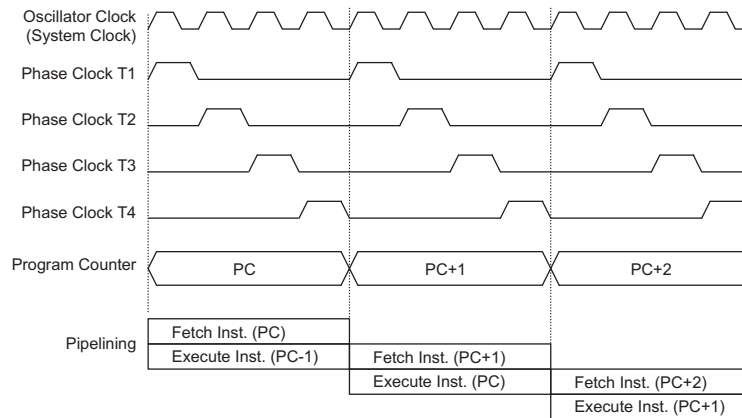 Oscillator Clock
(System Clock)
Phase Clock T1
Phase Clock T2
Phase Clock T3
Phase Clock T4
Program Counter
PC
PC+1
PC+2
Pipelining
Fetch Inst. (PC)
Execute Inst. (PC-1)
Fetch Inst. (PC+1)
Execute Inst. (PC)
Fetch Inst. (PC+2)
Execute Inst. (PC+1)